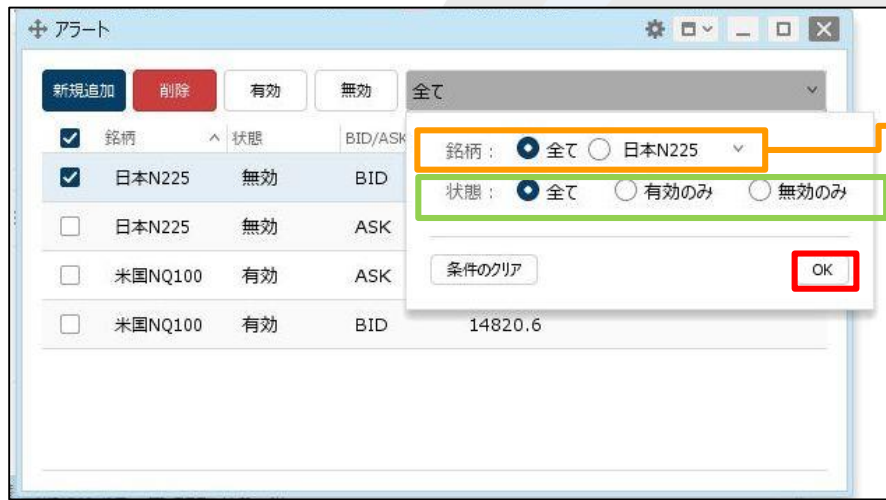 アラート
新規追加 削除 有効 無効 全て
銘柄 状態 BID/ASK
銘柄： 全て 日本N225
日本N225 無効 BID
状態： 全て 有効のみ 無効のみ
日本N225 無効 ASK
米国NQ100 有効 ASK
条件のクリア OK
米国NQ100 有効 BID 14820.6